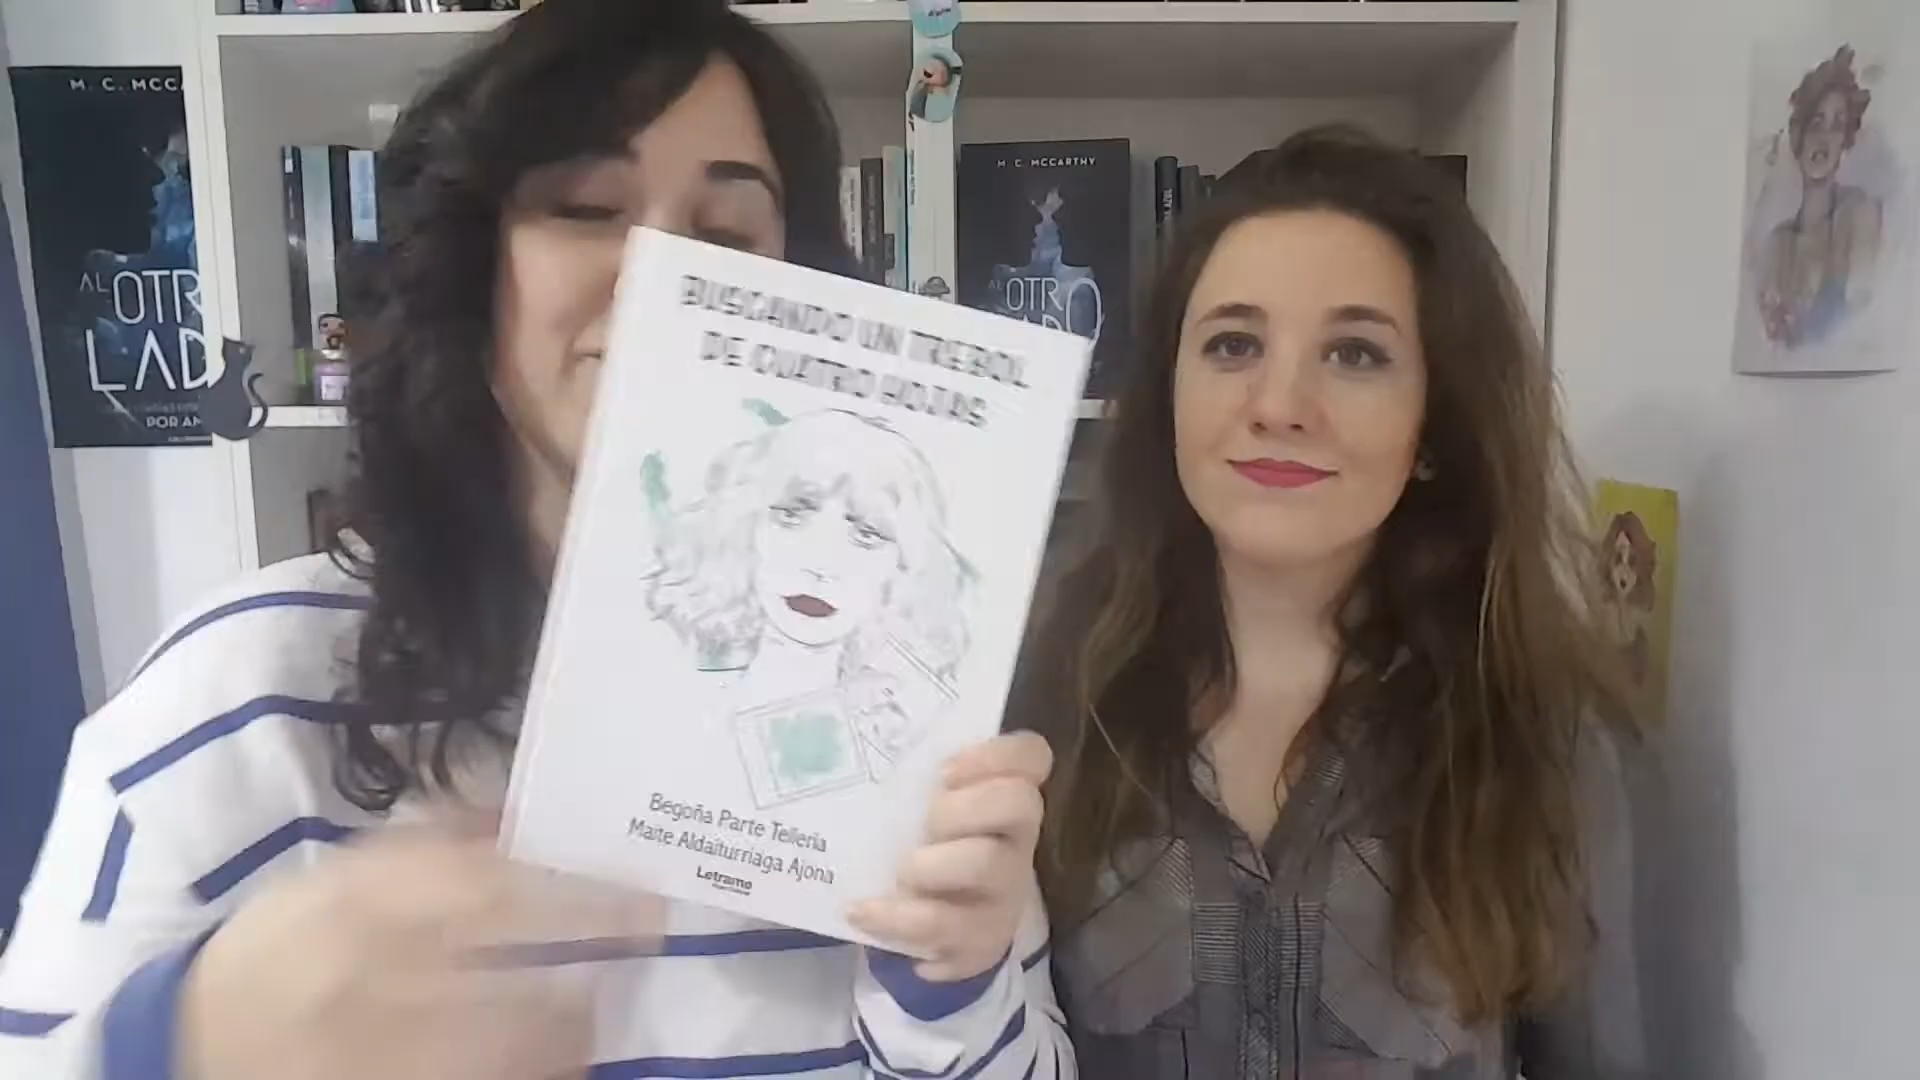 M. C. MCCA
AL OTR
LAD
POR AM
M. C. MCCARTHY
AL OTRO
BUSCANDO UN TREBOL
DE CUATRO HOJAS
Begoña Parte Telleria
Maite Aldaiturriaga Ajona
Letrame